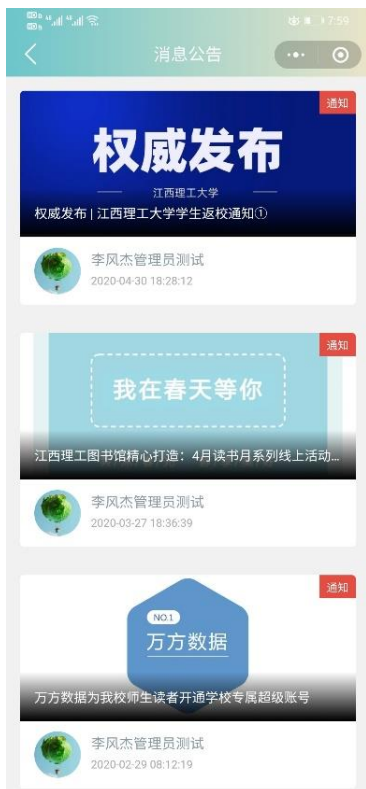 HD 4G 4G HD
7:59
消息公告
通知
权威发布
江西理工大学
权威发布 | 江西理工大学学生返校通知①
李风杰管理员测试
2020-04-30 18:28:12
通知
我在春天等你
江西理工图书馆精心打造：4月读书月系列线上活动...
李风杰管理员测试
2020-03-27 18:36:39
通知
NO.1
万方数据
万方数据为我校师生读者开通学校专属超级账号
李风杰管理员测试
2020-02-29 08:12:19